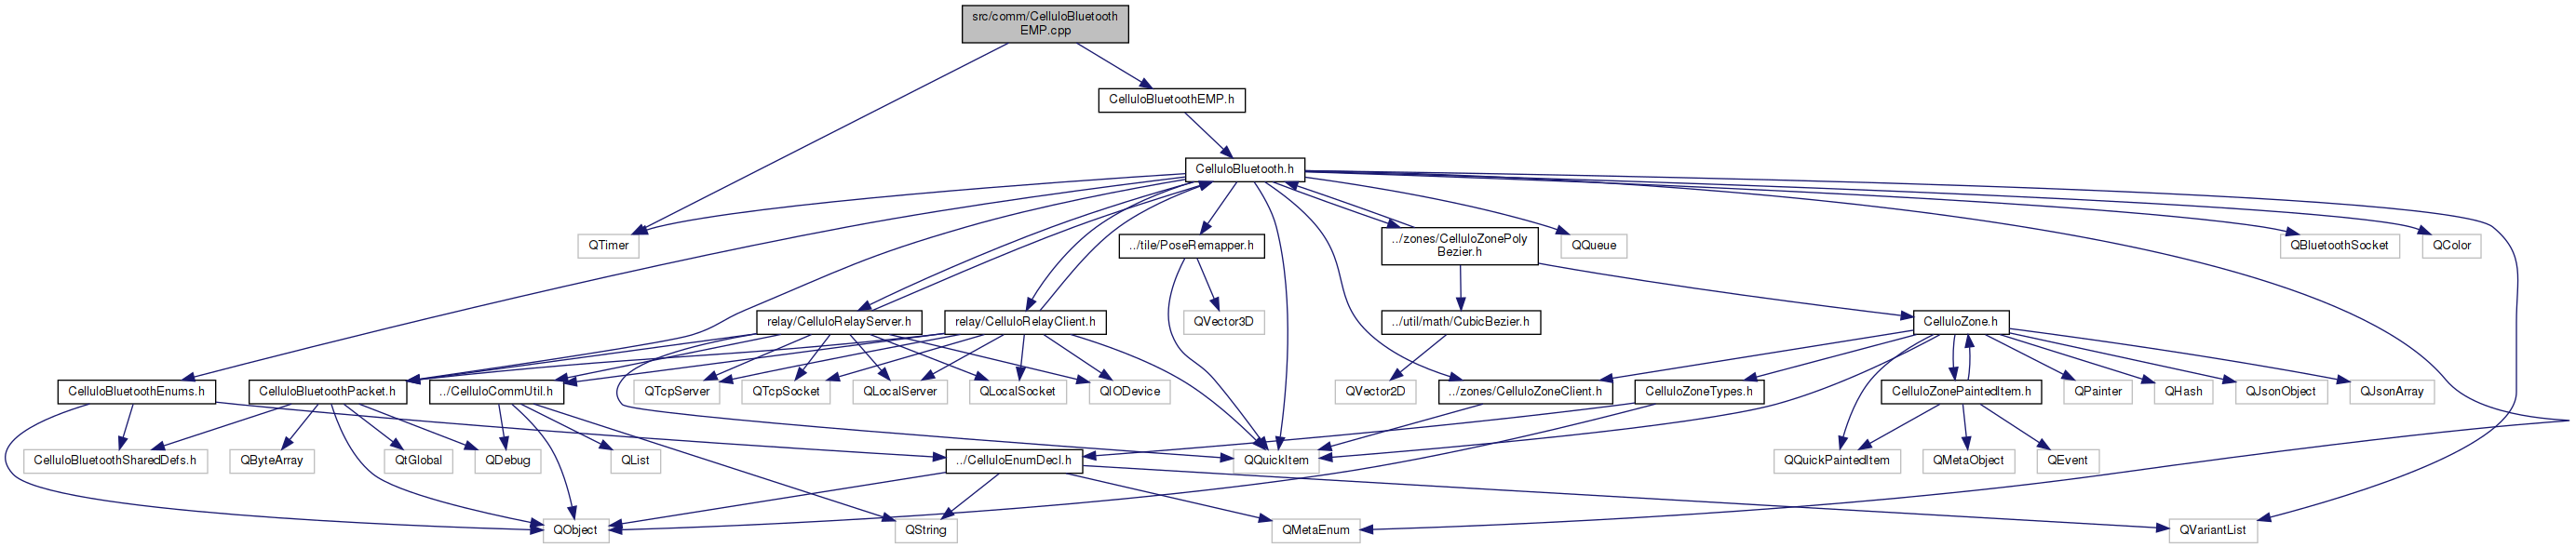 src/comm/CelluloBluetooth
EMP.cpp
CelluloBluetoothEMP.h
CelluloBluetooth.h
QTimer
../tile/PoseRemapper.h
../zones/CelluloZonePoly
Bezier.h
QQueue
QBluetoothSocket
QColor
relay/CelluloRelayServer.h
relay/CelluloRelayClient.h
QVector3D
../util/math/CubicBezier.h
CelluloZone.h
CelluloBluetoothEnums.h
CelluloBluetoothPacket.h
../CelluloCommUtil.h
QTcpServer
QTcpSocket
QLocalServer
QLocalSocket
QIODevice
QVector2D
../zones/CelluloZoneClient.h
CelluloZoneTypes.h
CelluloZonePaintedItem.h
QPainter
QHash
QJsonObject
QJsonArray
CelluloBluetoothSharedDefs.h
QByteArray
QtGlobal
QDebug
QList
../CelluloEnumDecl.h
QQuickItem
QQuickPaintedItem
QMetaObject
QEvent
QObject
QString
QMetaEnum
QVariantList